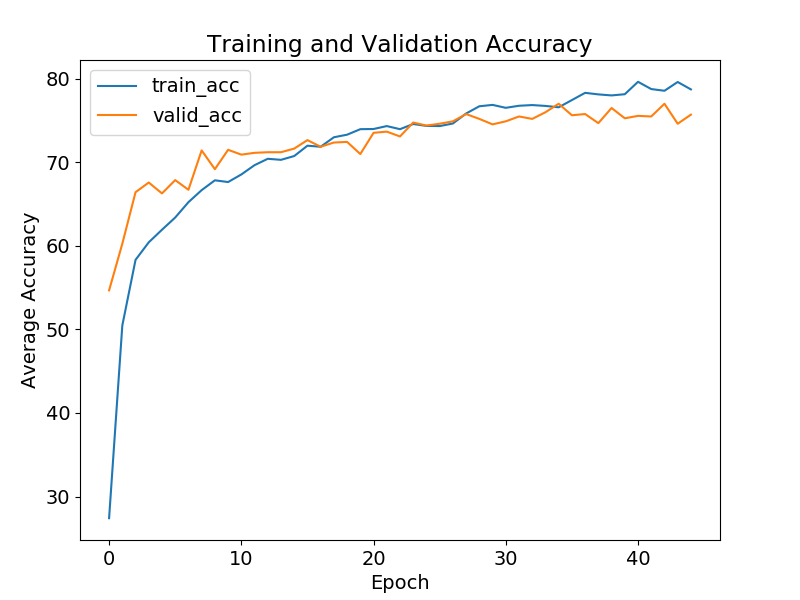 Training and Validation Accuracy
train_acc
valid_acc
80
70
60
50
40
30
Average Accuracy
0
10
20
30
40
Epoch